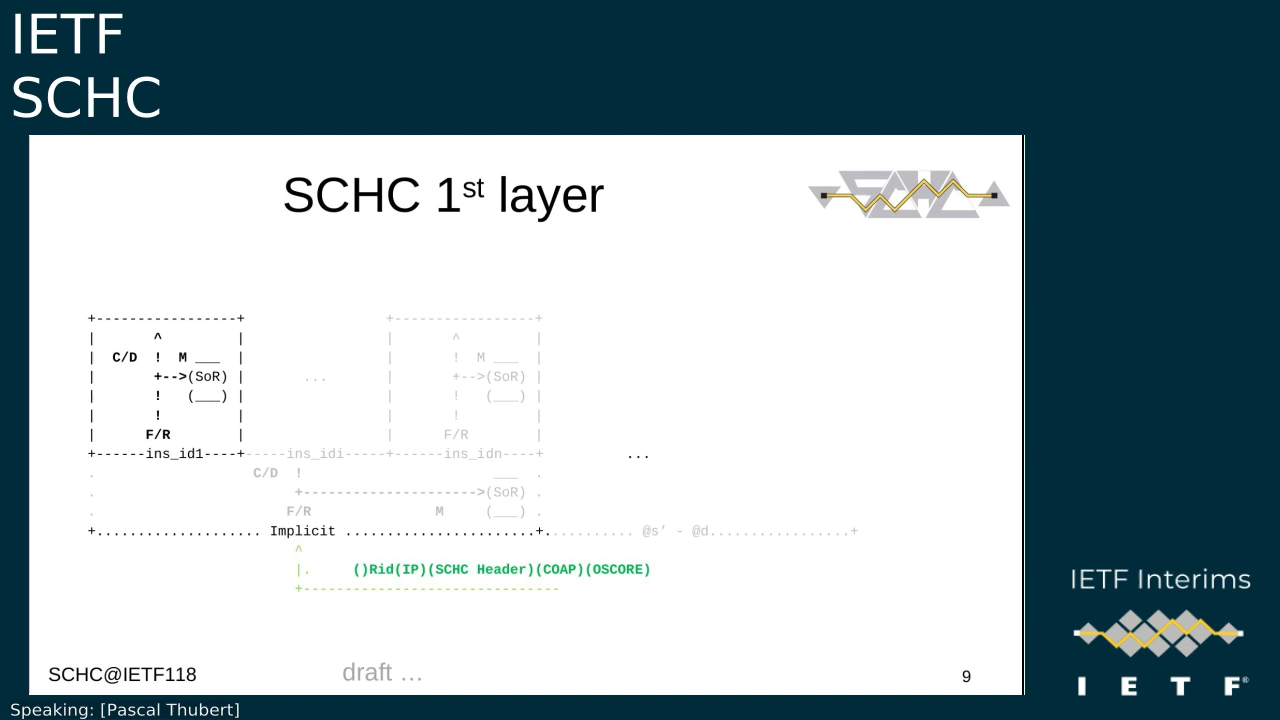 IETF
SCHC
SCHC 1st layer
SCHC
+-----------------+                 +-----------------+
|       ^         |                 |       ^         |
|  C/D  !  M ___  |                 |       !  M ___  |
|       +-->(SoR) |       ...       |       +-->(SoR) |
|       !   (___) |                 |       !   (___) |
|       !         |                 |       !         |
|      F/R        |                 |      F/R        |
+------ins_id1----+-----ins_idi-----+------ins_idn----+          ...
.                   C/D  !                       ___  .
.                        +--------------------->(SoR) .
.                       F/R               M     (___) .
+.................... Implicit .......................+........... @s’ - @d.................+
^
|.     ()Rid(IP)(SCHC Header)(COAP)(OSCORE)
+-------------------------------
SCHC@IETF118
draft …
9
IETF Interims
I E T F®
Speaking: [Pascal Thubert]